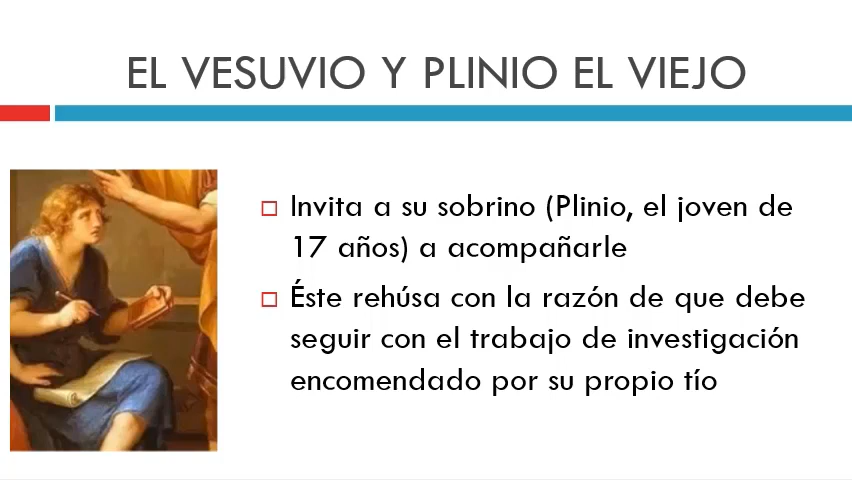 EL VESUVIO Y PLINIO EL VIEJO
Invita a su sobrino (Plinio, el joven de
17 años) a acompañarle
Éste rehúsa con la razón de que debe
seguir con el trabajo de investigación
encomendado por su propio tío